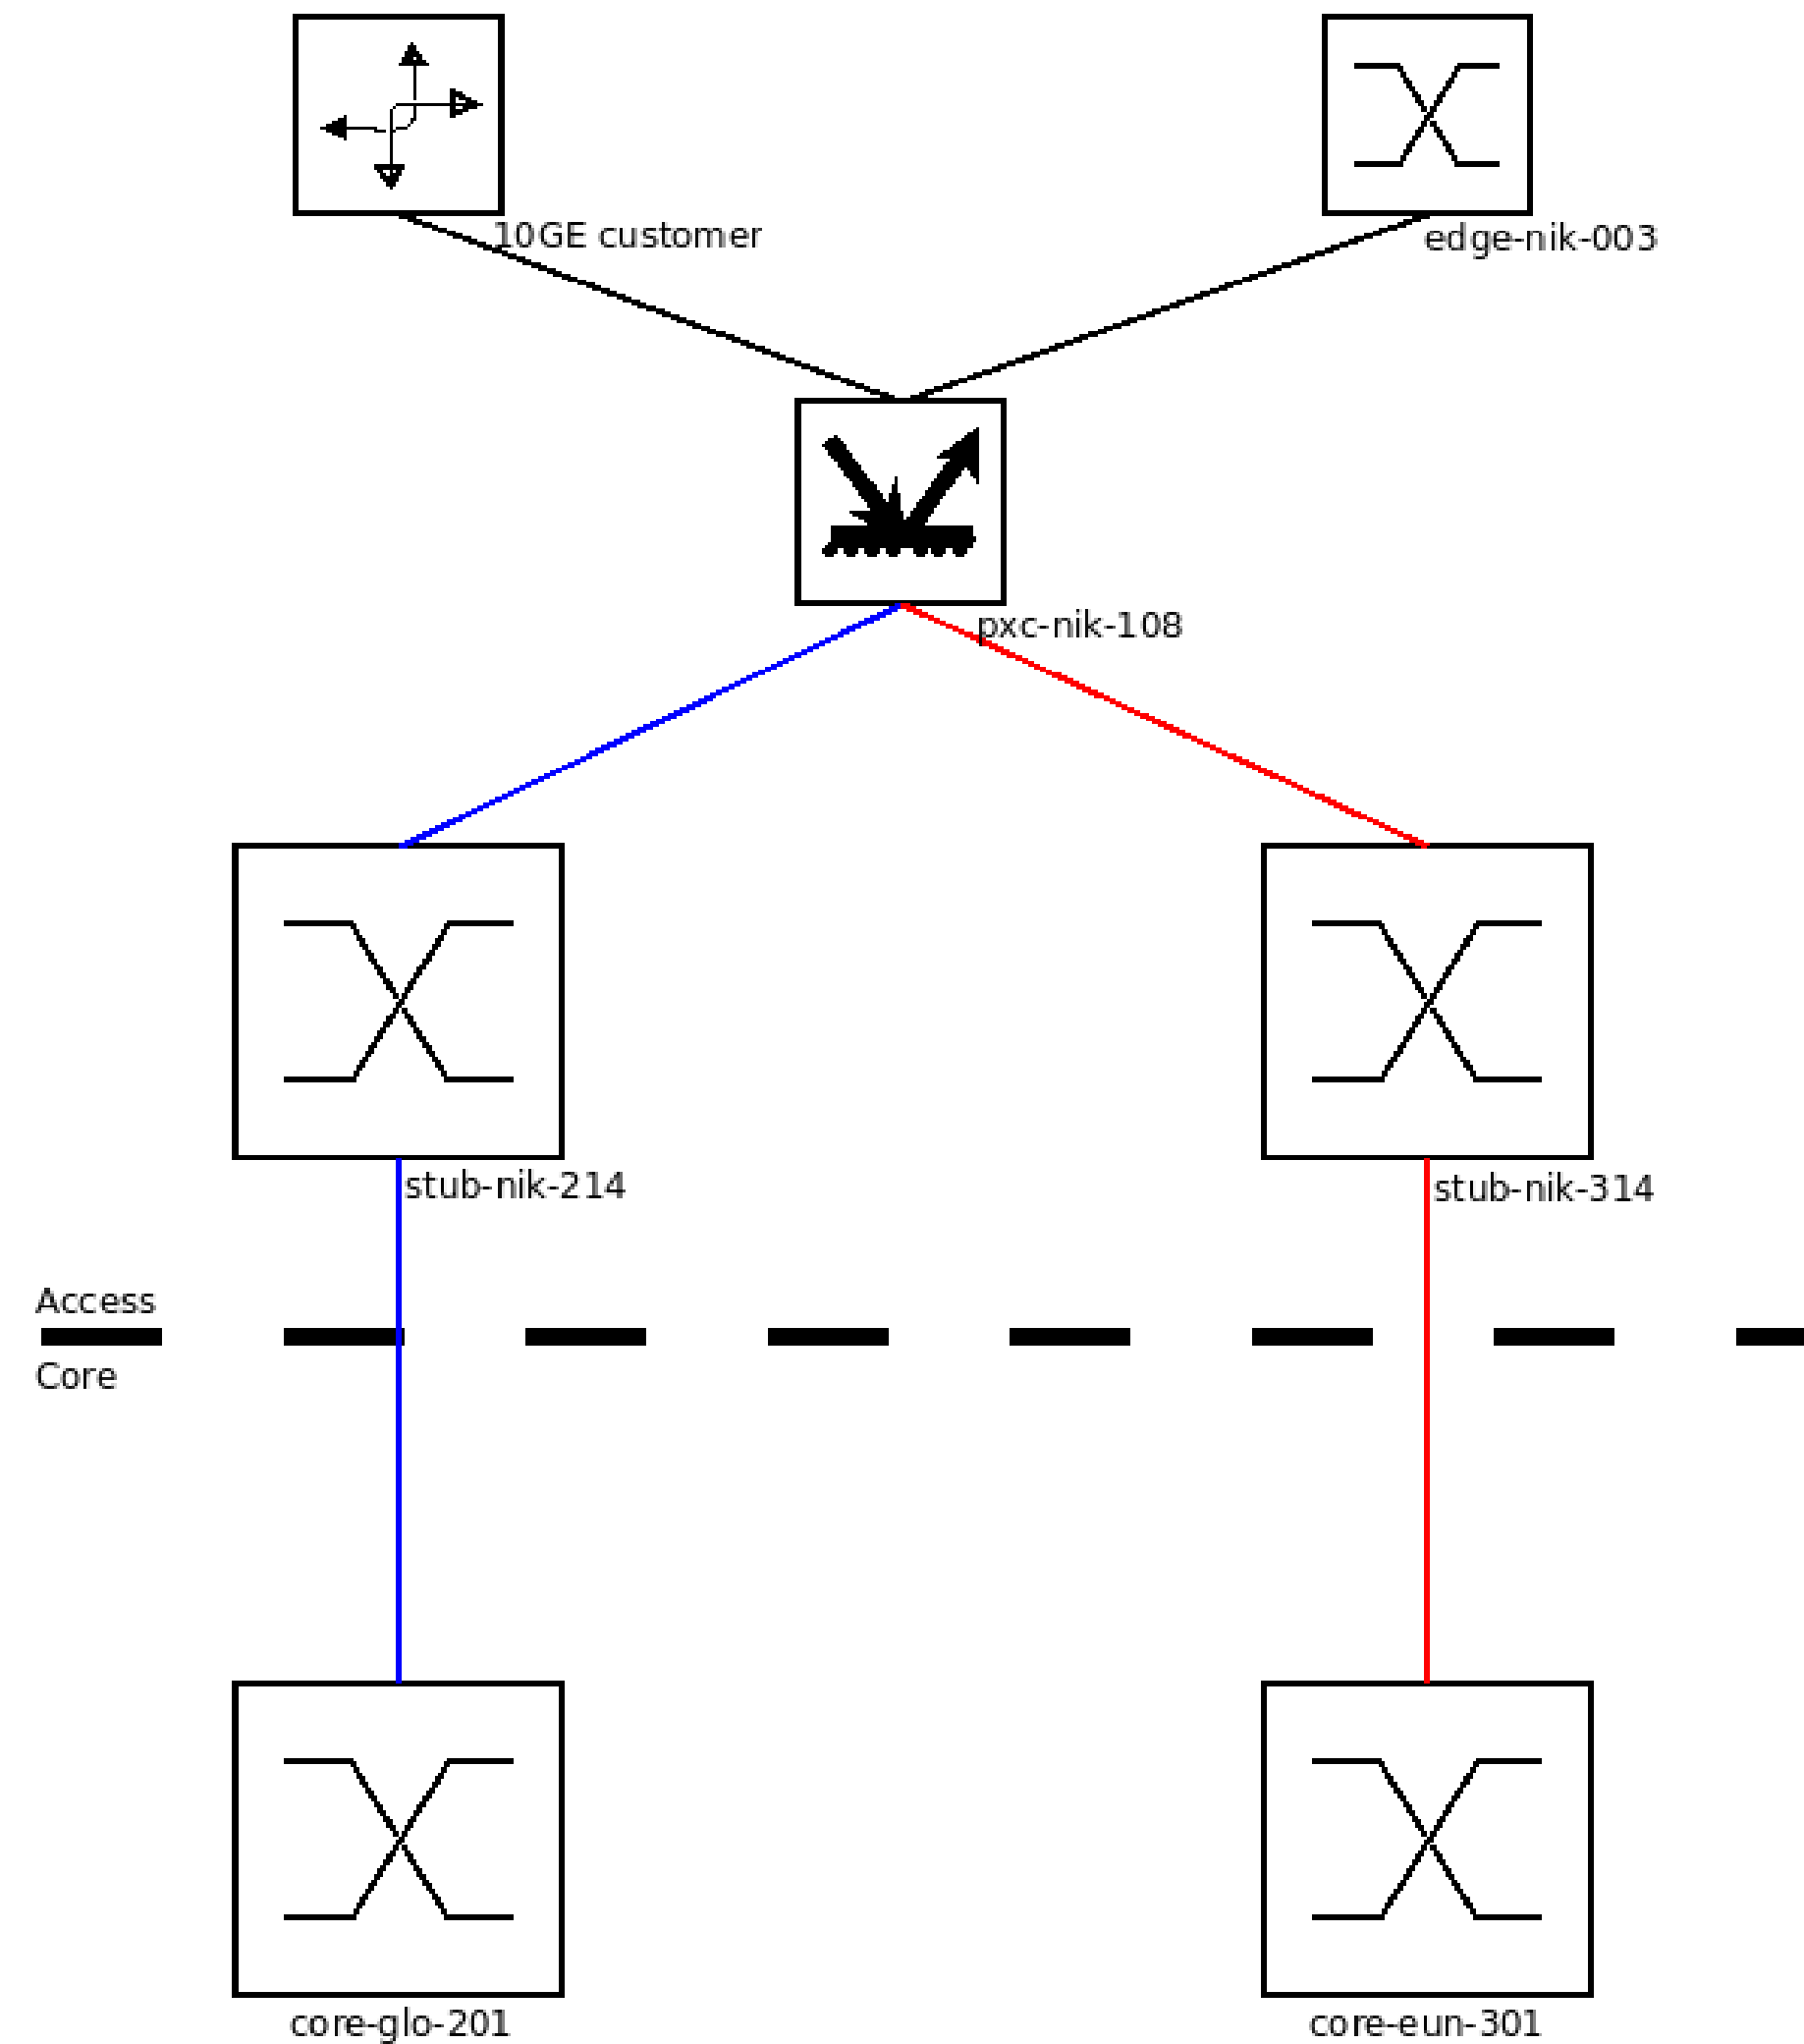 10GE customer
edge-nik-003
pxc-nik-108
stub-nik-214
stub-nik-314
Access
Core
core-glo-201
core-eun-301